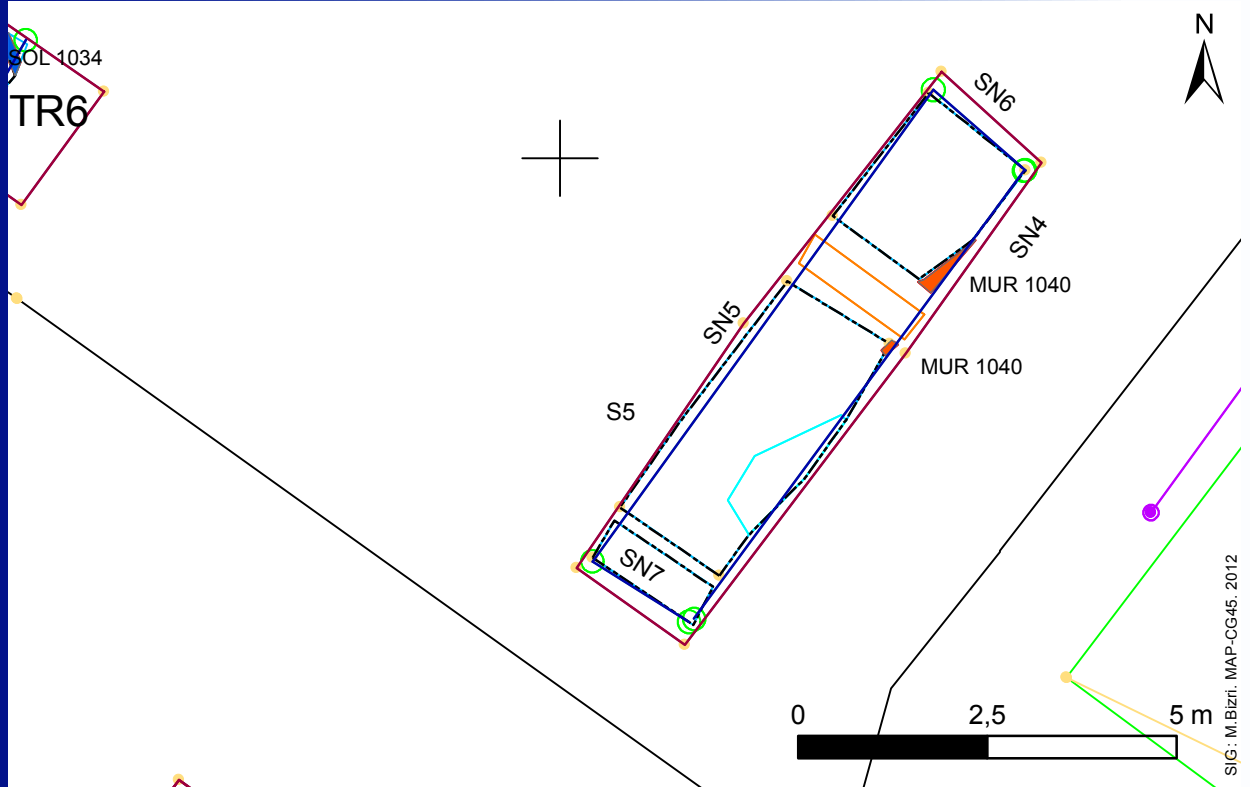 N
SOL 1034
TR6
SN6
SN4
MUR 1040
SN5
MUR 1040
S5
SN7
0 2,5 5 m
SIG : M.Bizri. MAP-CG45. 2012